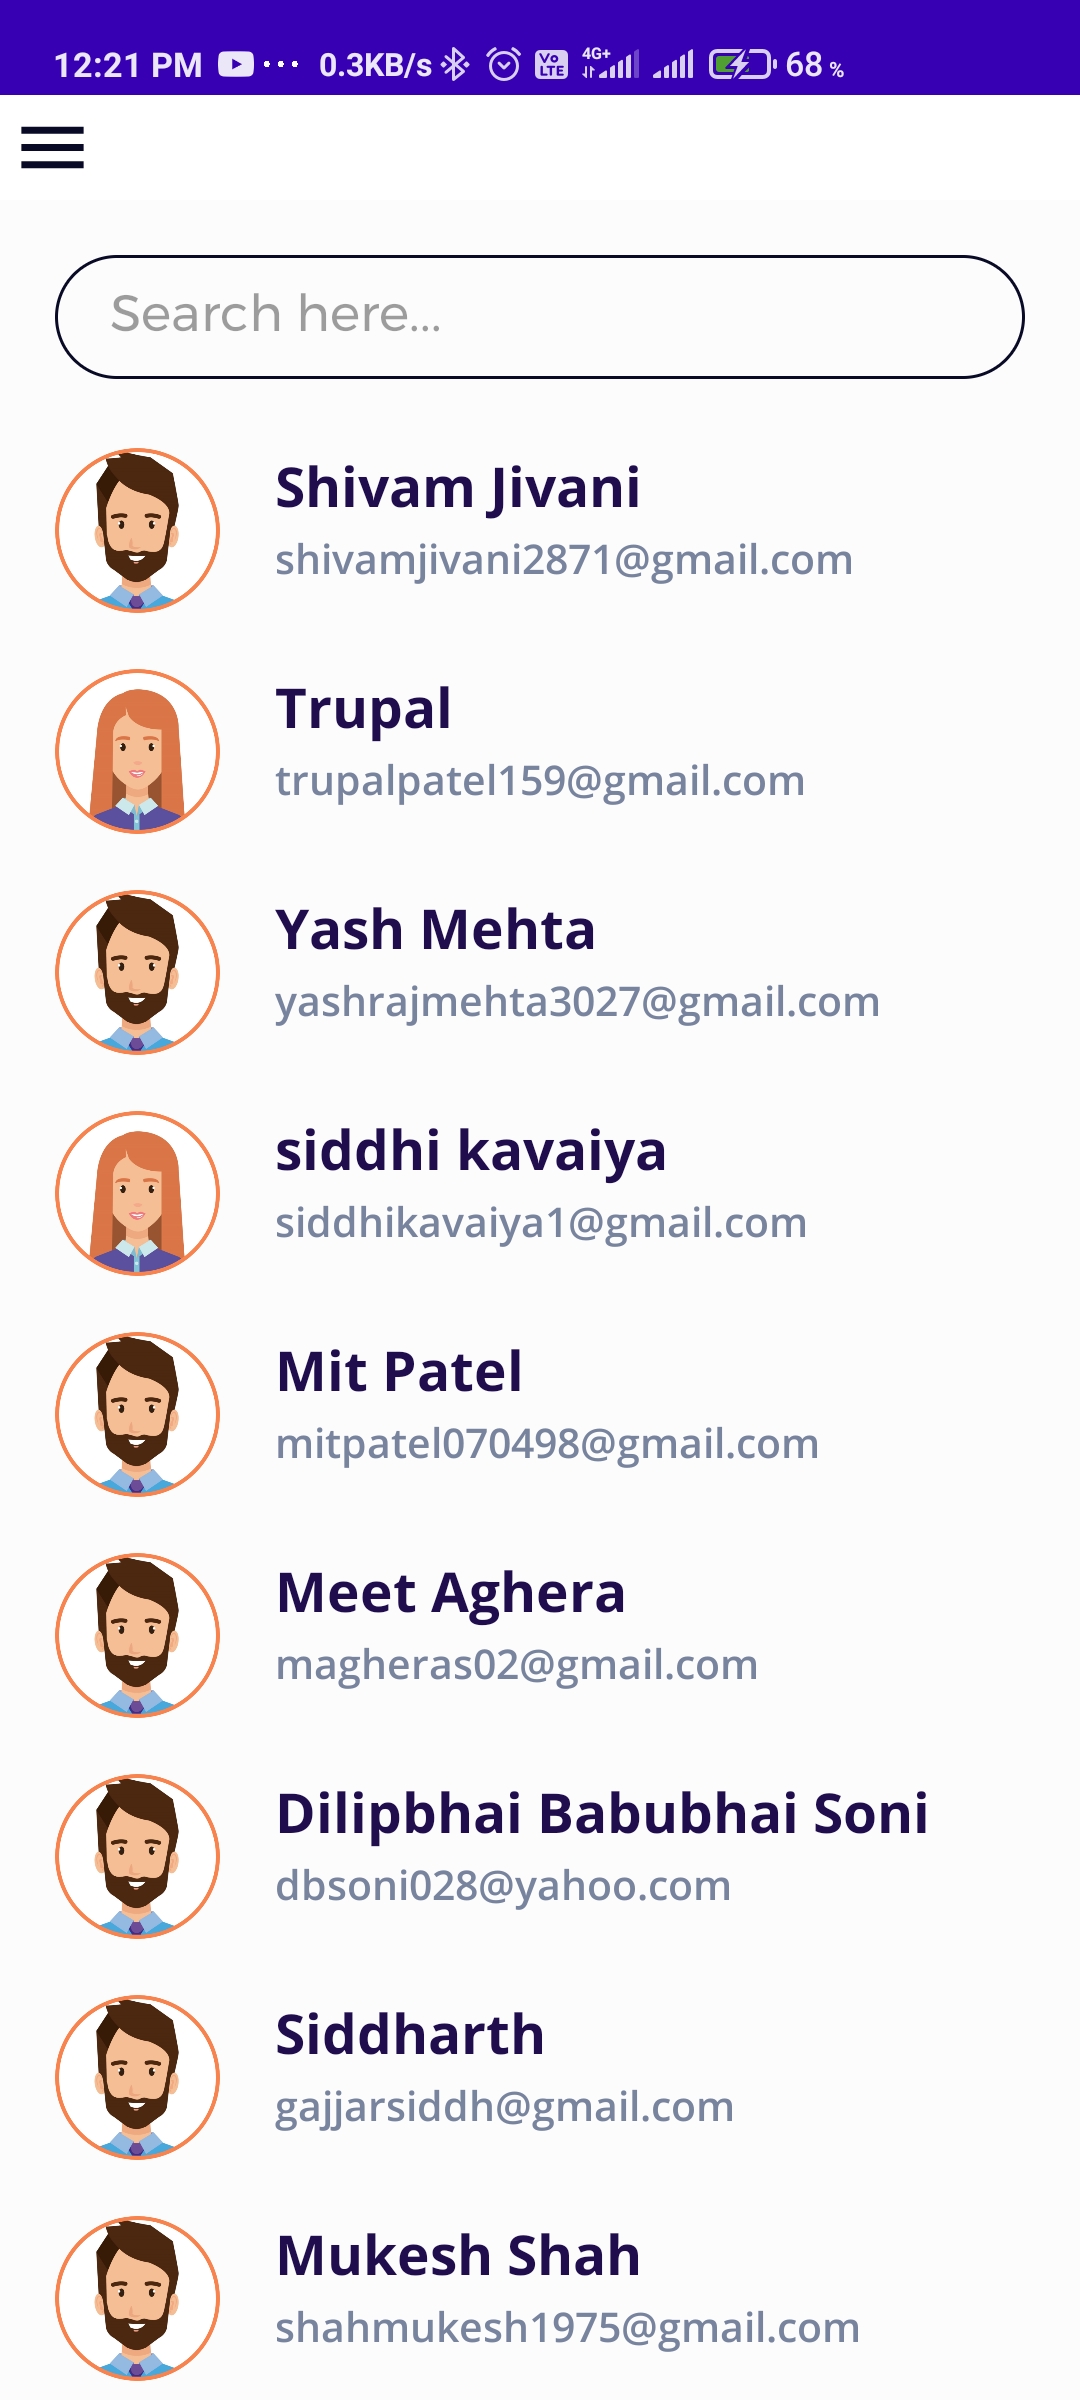 12:21 PM 0.3KB/s Vo LTE 4G+ 68 %
Search here...
Shivam Jivani
shivamjivani2871@gmail.com
Trupal
trupalpatel159@gmail.com
Yash Mehta
yashrajmehta3027@gmail.com
siddhi kavaiya
siddhikavaiya1@gmail.com
Mit Patel
mitpatel070498@gmail.com
Meet Aghera
magheras02@gmail.com
Dilipbhai Babubhai Soni
dbsoni028@yahoo.com
Siddharth
gajjarsiddh@gmail.com
Mukesh Shah
shahmukesh1975@gmail.com